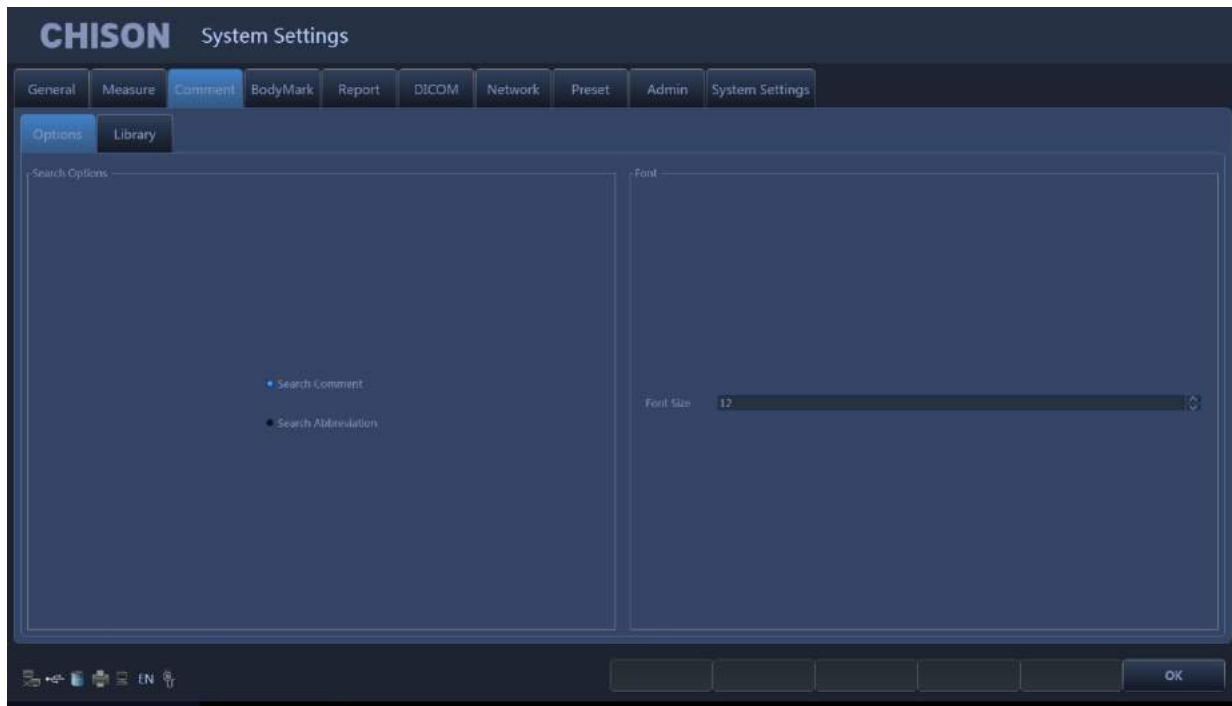 CHISON System Settings
General Measure Comment BodyMark Report DICOM Network Preset Admin System Settings
Options Library
Search Options
Font
Search Comment
Search Abbreviation
Font Size 12
EN
OK